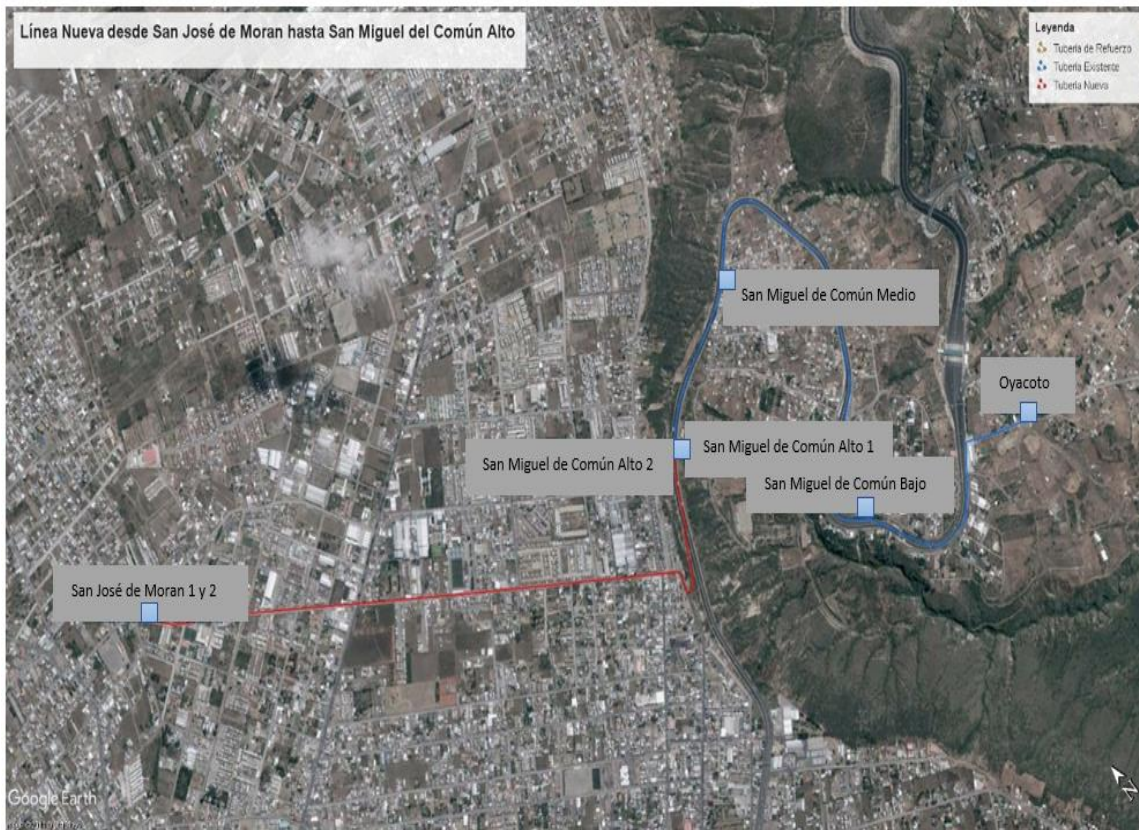 Línea Nueva desde San José de Moran hasta San Miguel del Común Alto
Leyenda
Tubería de Refuerzo
Tubería Existente
Tubería Nueva
San Miguel de Común Medio
Oyacoto
San Miguel de Común Alto 1
San Miguel de Común Alto 2
San Miguel de Común Bajo
San José de Moran 1 y 2
Google Earth
N